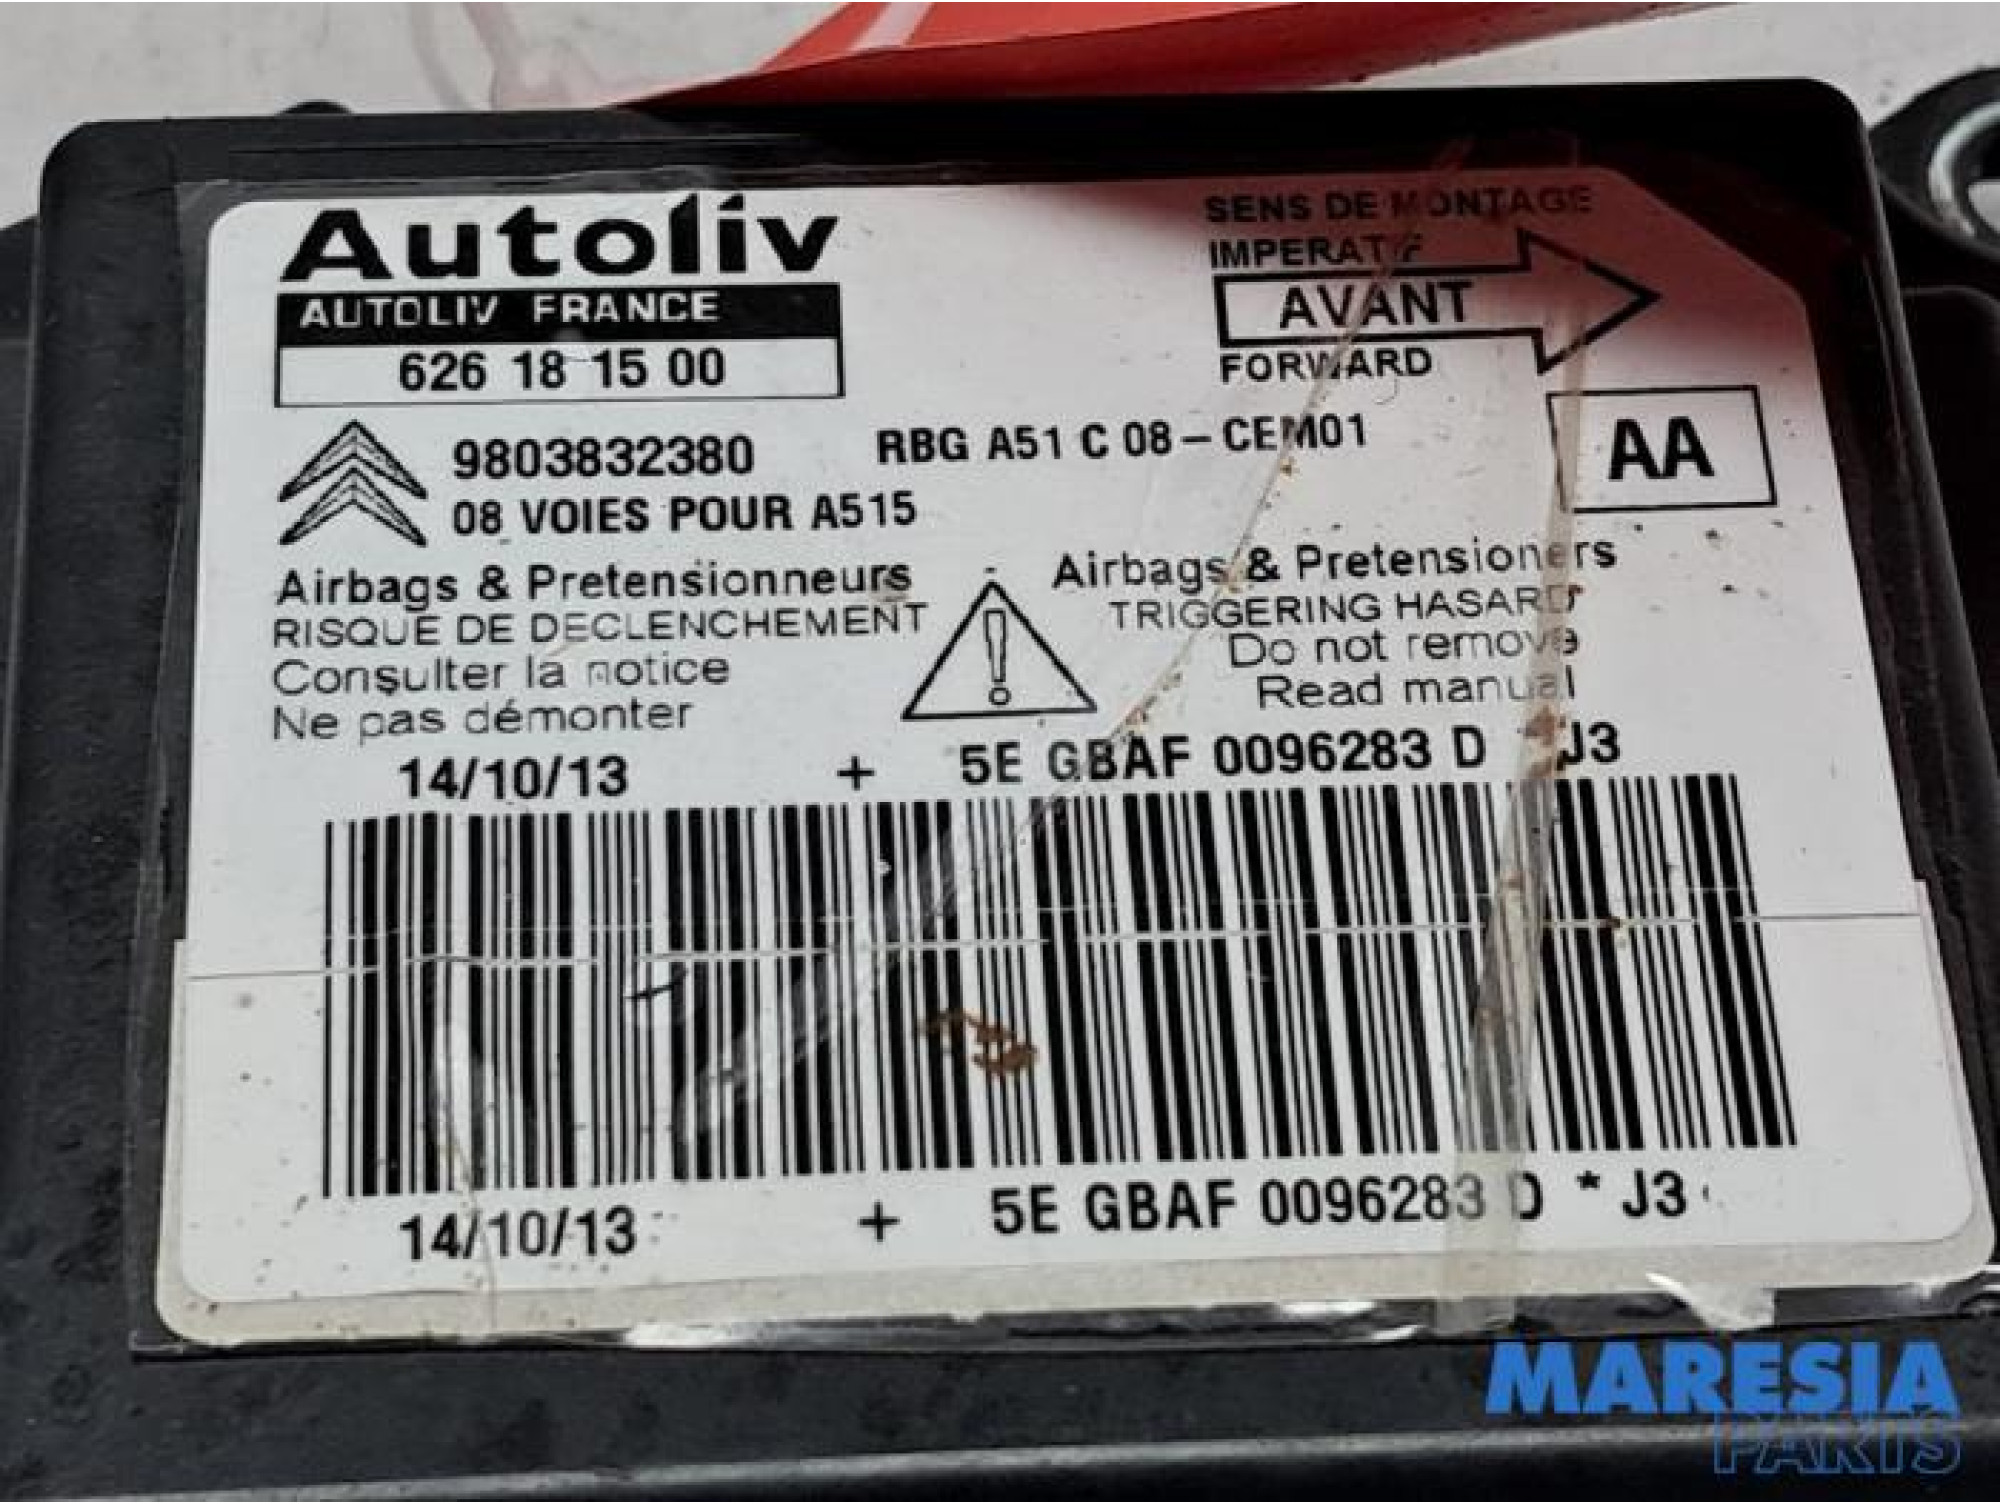 Autoliv
AUTOLIV FRANCE
626 18 15 00
SENS DE MONTAGE
IMPERATIF
AVANT
FORWARD
9803832380
RBG A51 C 08-CEM01
AA
08 VOIES POUR A515
Airbags & Pretensionneurs
RISQUE DE DECLENCHEMENT
Consulter la notice
Ne pas démonter
Airbags & Pretensioners
TRIGGERING HASARD
Do not remove
Read manual
14/10/13 + 5E GBAF 0096283 D * J3
14/10/13 + 5E GBAF 0096283 D * J3
MARESIA
PARTS